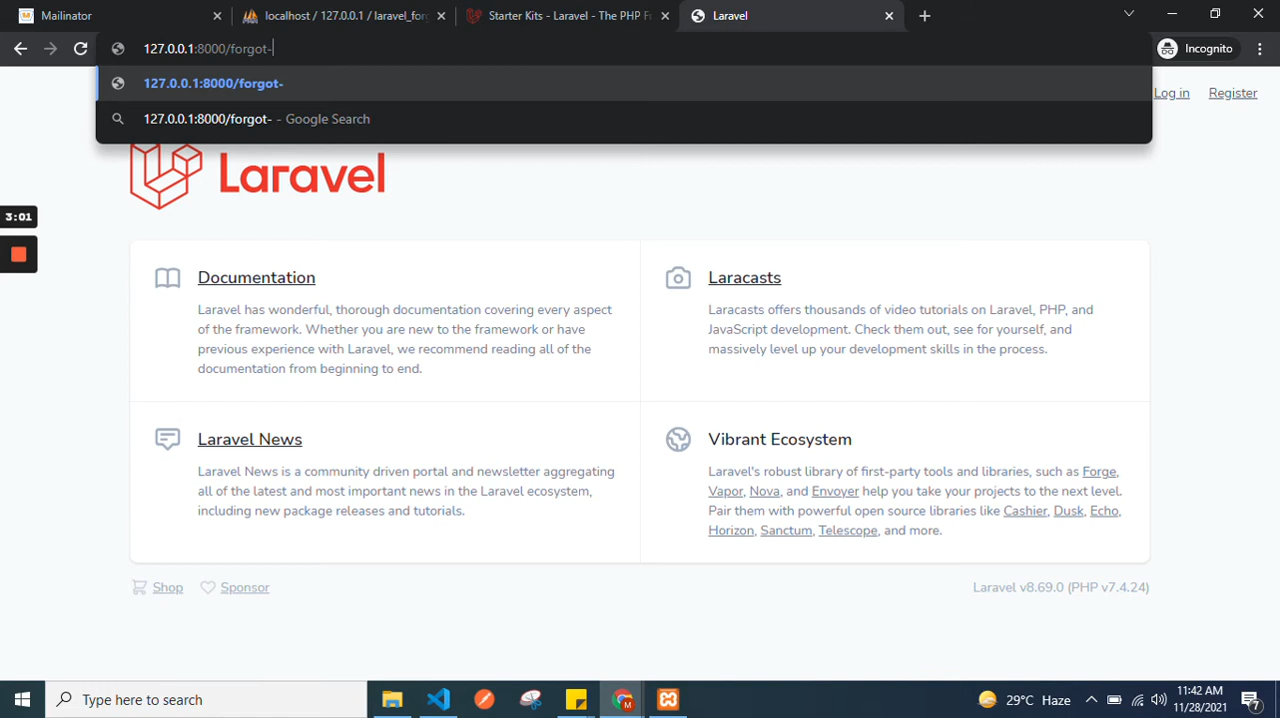 Mailinator
localhost / 127.0.0.1 / laravel_forg
Starter Kits - Laravel - The PHP Fr
Laravel
127.0.0.1:8000/forgot-
Incognito
127.0.0.1:8000/forgot-
127.0.0.1:8000/forgot- - Google Search
Log in
Register
Laravel
3:01
Documentation
Laravel has wonderful, thorough documentation covering every aspect
of the framework. Whether you are new to the framework or have
previous experience with Laravel, we recommend reading all of the
documentation from beginning to end.
Laracasts
Laracasts offers thousands of video tutorials on Laravel, PHP, and
JavaScript development. Check them out, see for yourself, and
massively level up your development skills in the process.
Laravel News
Laravel News is a community driven portal and newsletter aggregating
all of the latest and most important news in the Laravel ecosystem,
including new package releases and tutorials.
Vibrant Ecosystem
Laravel's robust library of first-party tools and libraries, such as Forge,
Vapor, Nova, and Envoyer help you take your projects to the next level.
Pair them with powerful open source libraries like Cashier, Dusk, Echo,
Horizon, Sanctum, Telescope, and more.
Shop
Sponsor
Laravel v8.69.0 (PHP v7.4.24)
Type here to search
M
29°C Haze
11:42 AM
11/28/2021
7